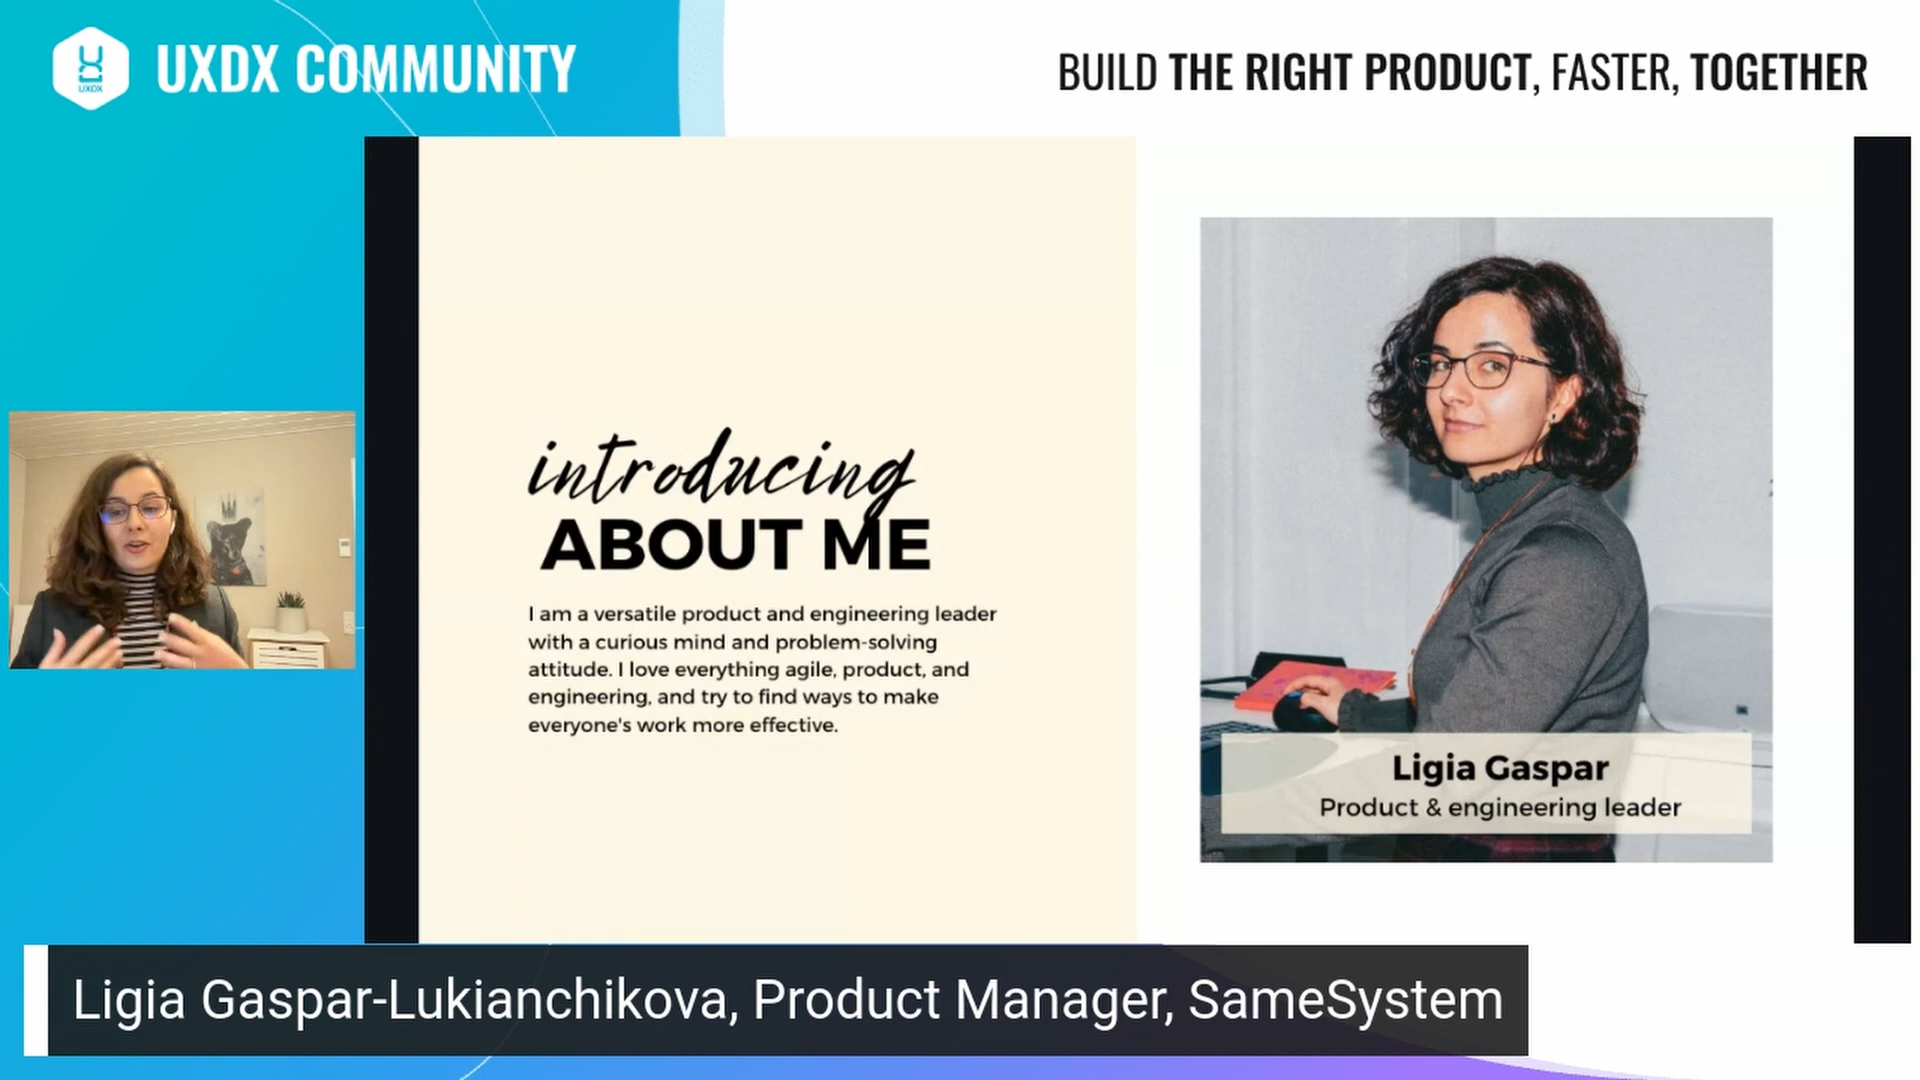 UXDX
UXDX COMMUNITY
BUILD THE RIGHT PRODUCT, FASTER, TOGETHER
introducing
ABOUT ME
I am a versatile product and engineering leader
with a curious mind and problem-solving
attitude. I love everything agile, product, and
engineering, and try to find ways to make
everyone's work more effective.
Ligia Gaspar
Product & engineering leader
Ligia Gaspar-Lukianchikova, Product Manager, SameSystem